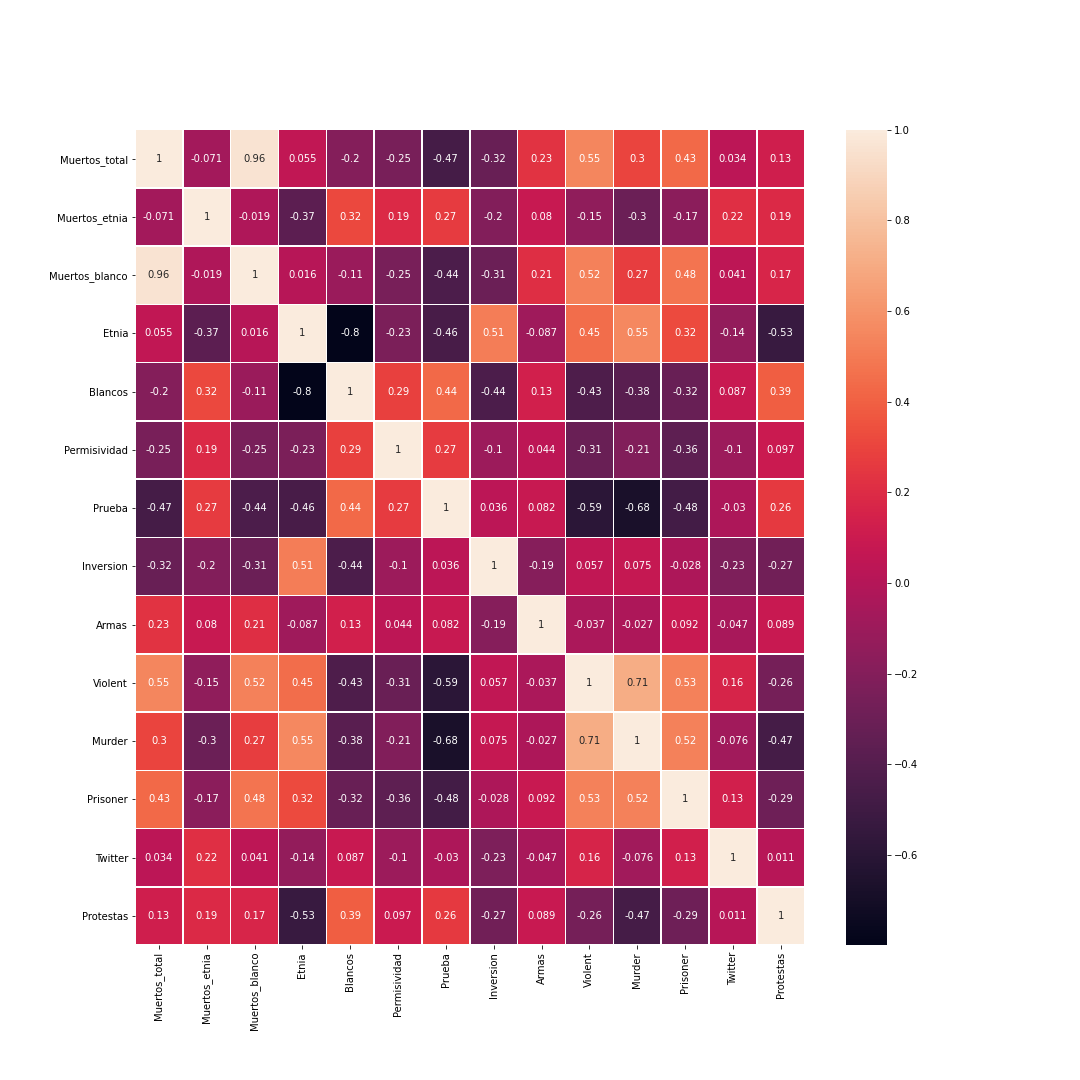 Muertos_total 1 -0.071 0.96 0.055 -0.2 -0.25 -0.47 -0.32 0.23 0.55 0.3 0.43 0.034 0.13
Muertos_etnia -0.071 1 -0.019 -0.37 0.32 0.19 0.27 -0.2 0.08 -0.15 -0.3 -0.17 0.22 0.19
Muertos_blanco 0.96 -0.019 1 0.016 -0.11 -0.25 -0.44 -0.31 0.21 0.52 0.27 0.48 0.041 0.17
Etnia 0.055 -0.37 0.016 1 -0.8 -0.23 -0.46 0.51 -0.087 0.45 0.55 0.32 -0.14 -0.53
Blancos -0.2 0.32 -0.11 -0.8 1 0.29 0.44 -0.44 0.13 -0.43 -0.38 -0.32 0.087 0.39
Permisividad -0.25 0.19 -0.25 -0.23 0.29 1 0.27 -0.1 0.044 -0.31 -0.21 -0.36 -0.1 0.097
Prueba -0.47 0.27 -0.44 -0.46 0.44 0.27 1 0.036 0.082 -0.59 -0.68 -0.48 -0.03 0.26
Inversion -0.32 -0.2 -0.31 0.51 -0.44 -0.1 0.036 1 -0.19 0.057 0.075 -0.028 -0.23 -0.27
Armas 0.23 0.08 0.21 -0.087 0.13 0.044 0.082 -0.19 1 -0.037 -0.027 0.092 -0.047 0.089
Violent 0.55 -0.15 0.52 0.45 -0.43 -0.31 -0.59 0.057 -0.037 1 0.71 0.53 0.16 -0.26
Murder 0.3 -0.3 0.27 0.55 -0.38 -0.21 -0.68 0.075 -0.027 0.71 1 0.52 -0.076 -0.47
Prisoner 0.43 -0.17 0.48 0.32 -0.32 -0.36 -0.48 -0.028 0.092 0.53 0.52 1 0.13 -0.29
Twitter 0.034 0.22 0.041 -0.14 0.087 -0.1 -0.03 -0.23 -0.047 0.16 -0.076 0.13 1 0.011
Protestas 0.13 0.19 0.17 -0.53 0.39 0.097 0.26 -0.27 0.089 -0.26 -0.47 -0.29 0.011 1
Muertos_total
Muertos_etnia
Muertos_blanco
Etnia
Blancos
Permisividad
Prueba
Inversion
Armas
Violent
Murder
Prisoner
Twitter
Protestas
1.0
0.8
0.6
0.4
0.2
0.0
−0.2
−0.4
−0.6